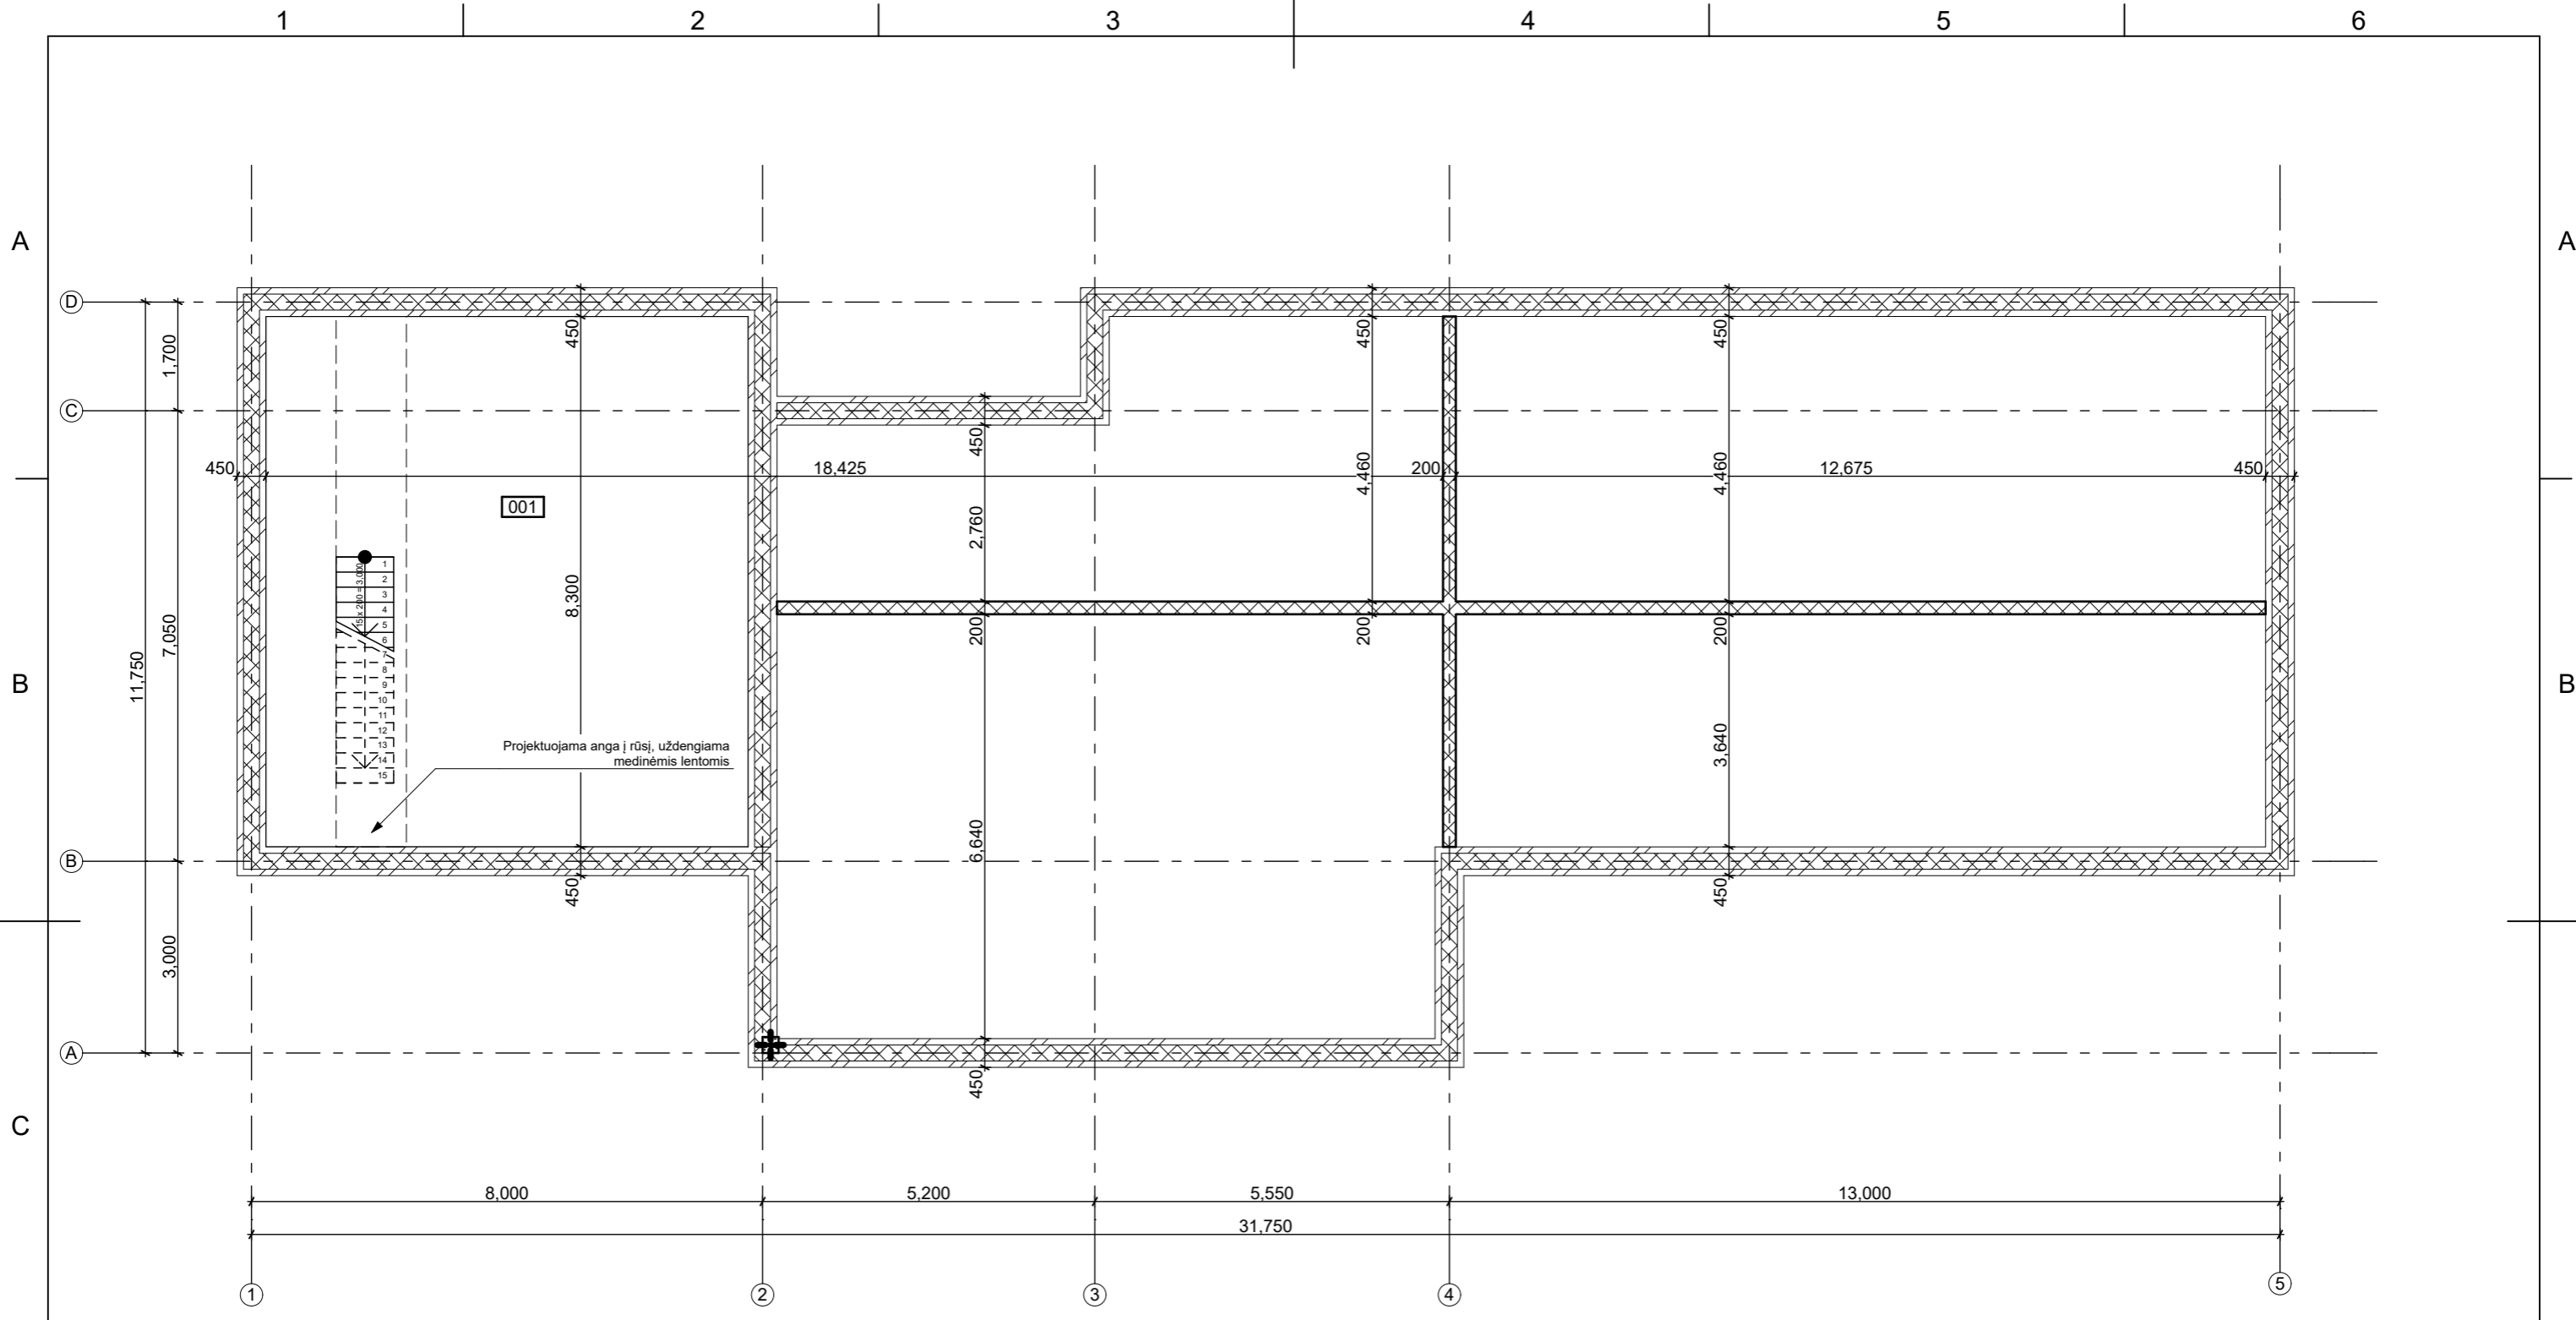 1 2 3 4 5 6
A A
D
450 450 450
1,700
C
450
450 18,425 200 12,675 450
4,460 4,460
001
2,760
1
2
3
4
5
6
7
8
9
10
11
12
13
14
15
15 x 200 = 3,000
8,300
200 200 200
7,050
11,750
B B
Projektuojama anga į rūsį, uždengiama
medinėmis lentomis
3,640
6,640
B
450 450
3,000
A
450
C
8,000 5,200 5,550 13,000
31,750
1 2 3 4 5